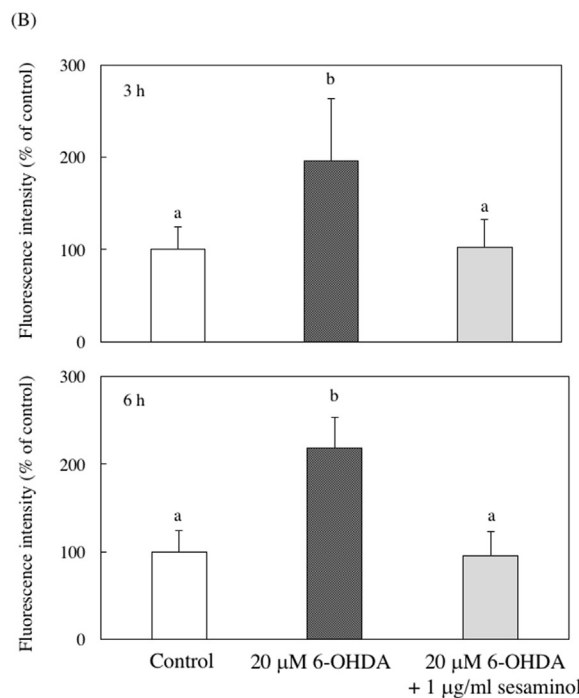 (B)
Fluorescence intensity (% of control)
300
200
100
0
3 h
a
b
a
Fluorescence intensity (% of control)
300
200
100
0
6 h
a
b
a
Control
20 μM 6-OHDA
20 μM 6-OHDA
+ 1 μg/ml sesaminol